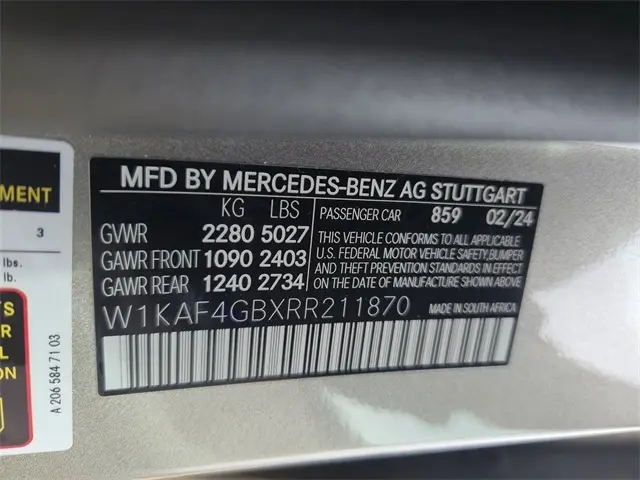 MFD BY MERCEDES-BENZ AG STUTTGART
KG LBS
PASSENGER CAR 859 02/24
GVWR 2280 5027
GAWR FRONT 1090 2403
GAWR REAR 1240 2734
THIS VEHICLE CONFORMS TO ALL APPLICABLE
U.S. FEDERAL MOTOR VEHICLE SAFETY, BUMPER
AND THEFT PREVENTION STANDARDS IN EFFECT
ON THE DATE OF MANUFACTURE SHOWN ABOVE
W1KAF4GBXRR211870
MADE IN SOUTH AFRICA
MENT
3
lbs.
lb.
ON
A 206 584 71 03